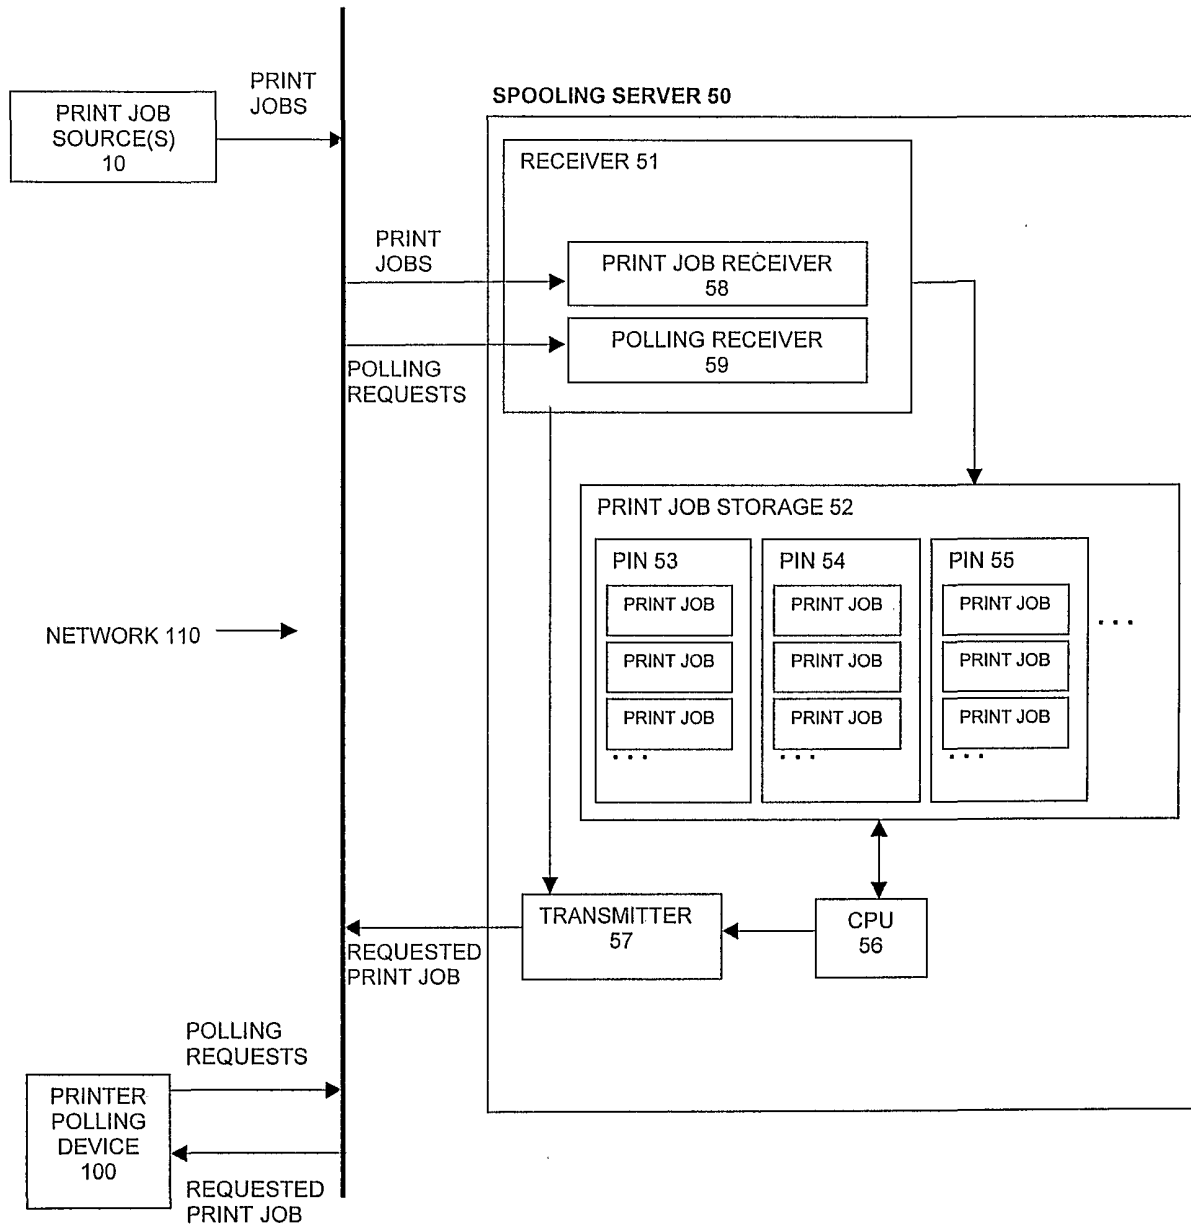 PRINT
JOBS
PRINT JOB
SOURCE(S)
10
SPOOLING SERVER 50
RECEIVER 51
PRINT
JOBS
PRINT JOB RECEIVER
58
POLLING RECEIVER
59
POLLING
REQUESTS
PRINT JOB STORAGE 52
PIN 53
PRINT JOB
PRINT JOB
PRINT JOB
...
PIN 54
PRINT JOB
PRINT JOB
PRINT JOB
...
PIN 55
PRINT JOB
PRINT JOB
PRINT JOB
...
...
NETWORK 110
TRANSMITTER
57
CPU
56
REQUESTED
PRINT JOB
POLLING
REQUESTS
PRINTER
POLLING
DEVICE
100
REQUESTED
PRINT JOB